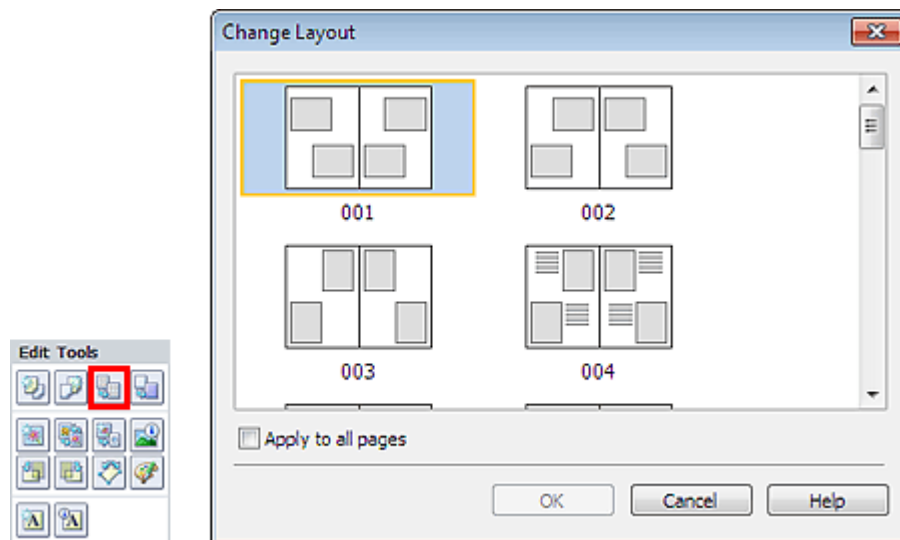 Change Layout
001
002
003
004
Edit Tools
Apply to all pages
OK
Cancel
Help